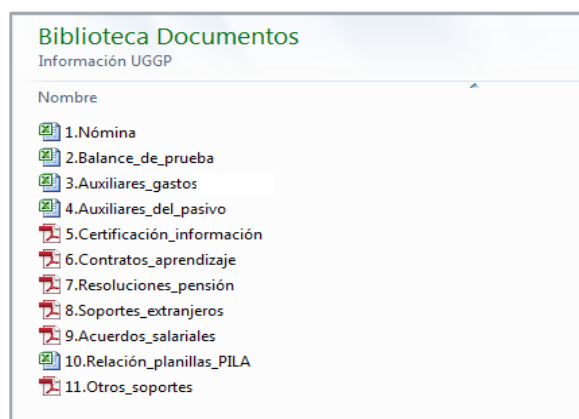 Biblioteca Documentos
Información UGGP
Nombre
1.Nómina
2.Balance_de_prueba
3.Auxiliares_gastos
4.Auxiliares_del_pasivo
5.Certificación_información
6.Contratos_aprendizaje
7.Resoluciones_pensión
8.Soportes_extranjeros
9.Acuerdos_salariales
10.Relación_planillas_PILA
11.Otros_soportes